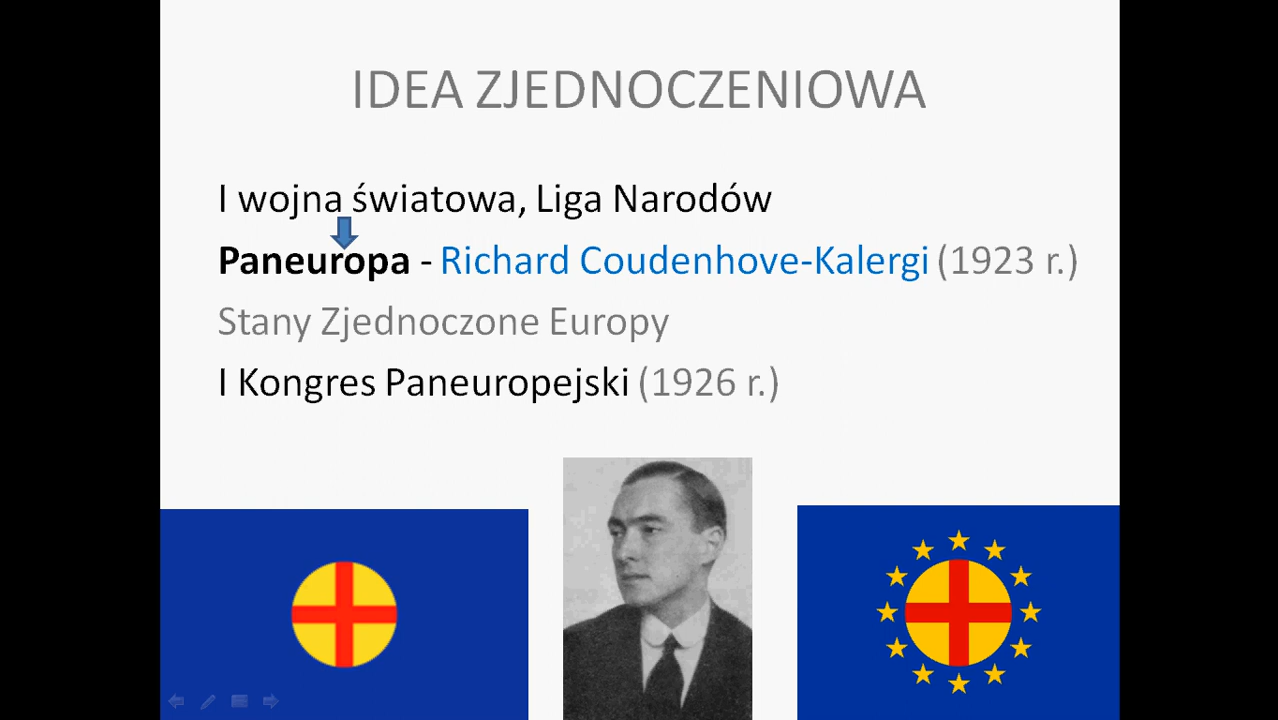 IDEA ZJEDNOCZENIOWA
I wojna światowa, Liga Narodów
Paneuropa - Richard Coudenhove-Kalergi (1923 r.)
Stany Zjednoczone Europy
I Kongres Paneuropejski (1926 r.)